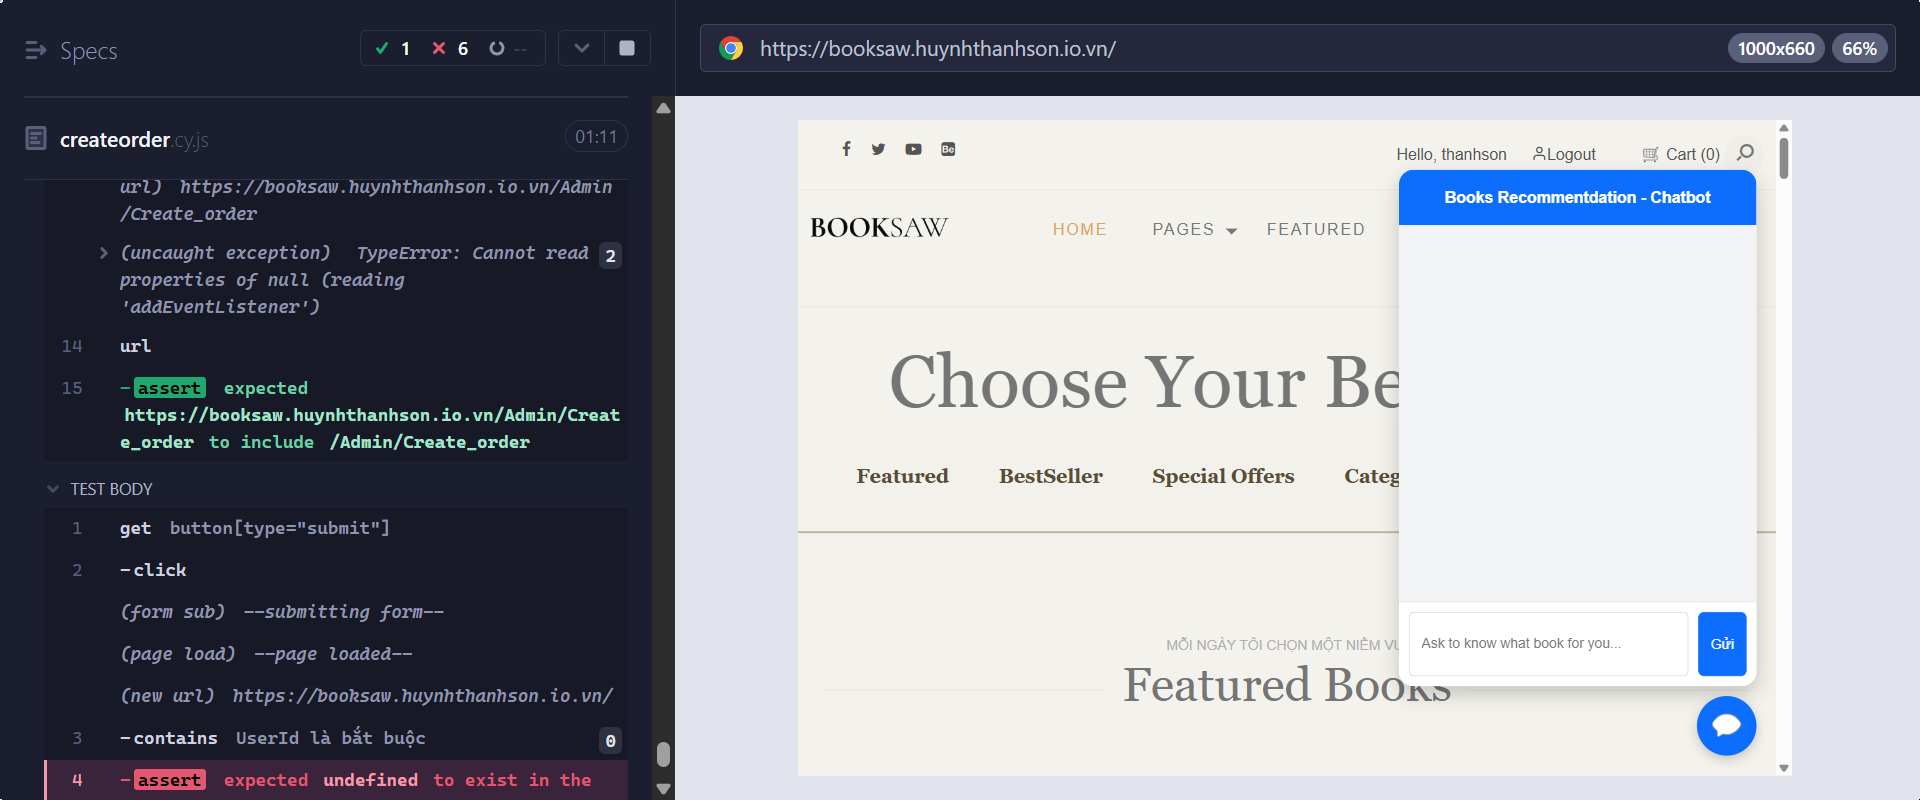 Specs
1 6 --
createorder.cy.js
01:11
url) https://booksaw.huynhthanhson.io.vn/Admin
/Create_order
(uncaught exception) TypeError: Cannot read
properties of null (reading
'addEventListener')
2
14 url
15 -assert expected
https://booksaw.huynhthanhson.io.vn/Admin/Creat
e_order to include /Admin/Create_order
TEST BODY
1 get button[type="submit"]
2 -click
(form sub) --submitting form--
(page load) --page loaded--
(new url) https://booksaw.huynhthanhson.io.vn/
3 -contains UserId là bắt buộc 0
4 -assert expected undefined to exist in the
https://booksaw.huynhthanhson.io.vn/
1000x660 66%
Hello, thanhson Logout Cart (0)
BOOKSAW
HOME PAGES FEATURED
Choose Your Be
Featured BestSeller Special Offers Categ
MỖI NGÀY TÔI CHỌN MỘT NIỀM VU
Featured Books
Books Recommentdation - Chatbot
Ask to know what book for you...
Gửi